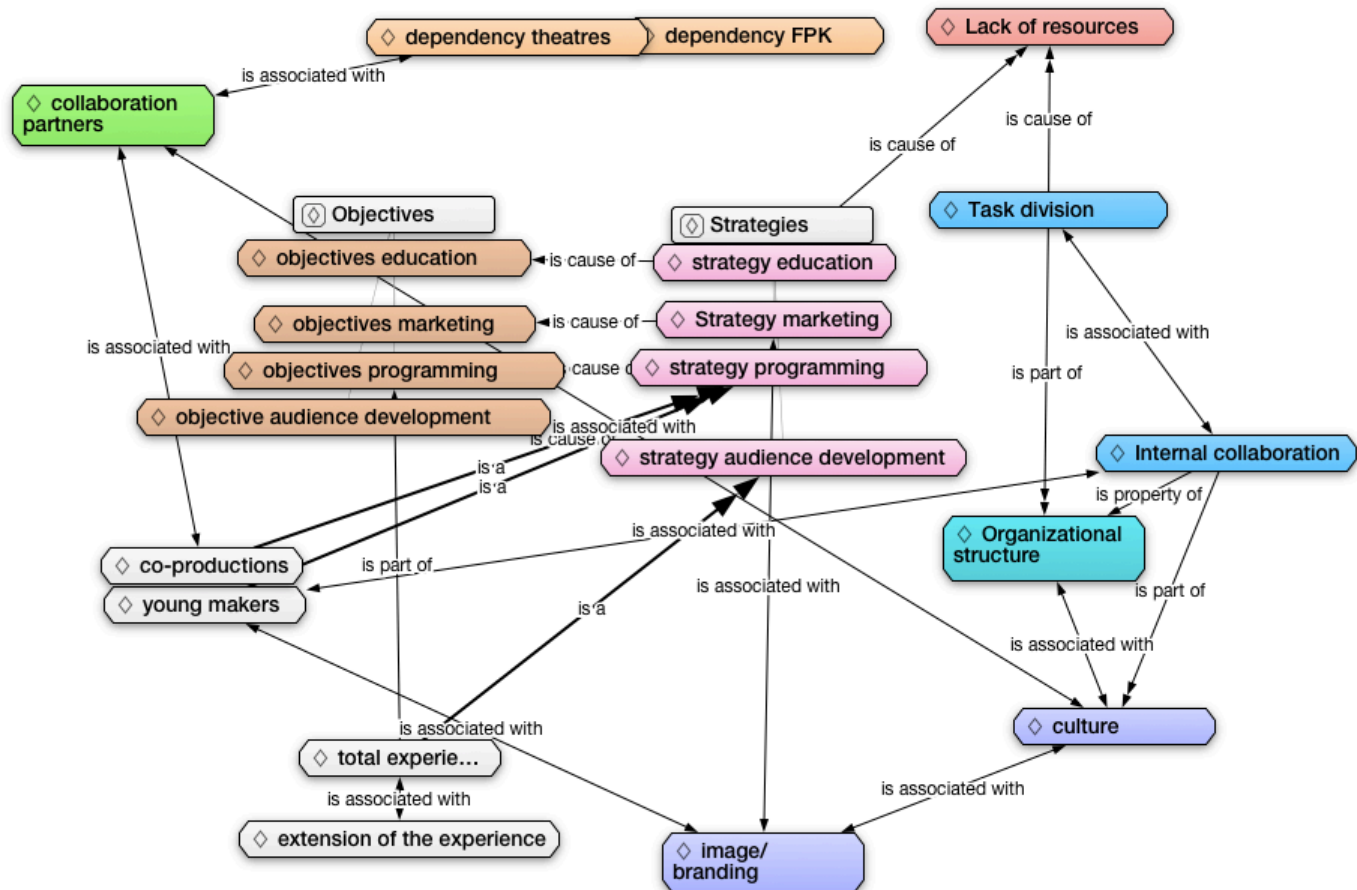 dependency theatres
dependency FPK
Lack of resources
is associated with
collaboration
partners
is cause of
is cause of
Objectives
Strategies
Task division
objectives education
is cause of
strategy education
objectives marketing
is cause of
Strategy marketing
is associated with
is associated with
objectives programming
is cause o
strategy programming
is part of
objective audience development
is associated with
is cause of
strategy audience development
Internal collaboration
is a
is a
is property of
is associated with
Organizational
structure
co-productions
is part of
is associated with
is part of
young makers
is a
is associated with
is associated with
culture
total experie...
is associated with
is associated with
extension of the experience
image/
branding